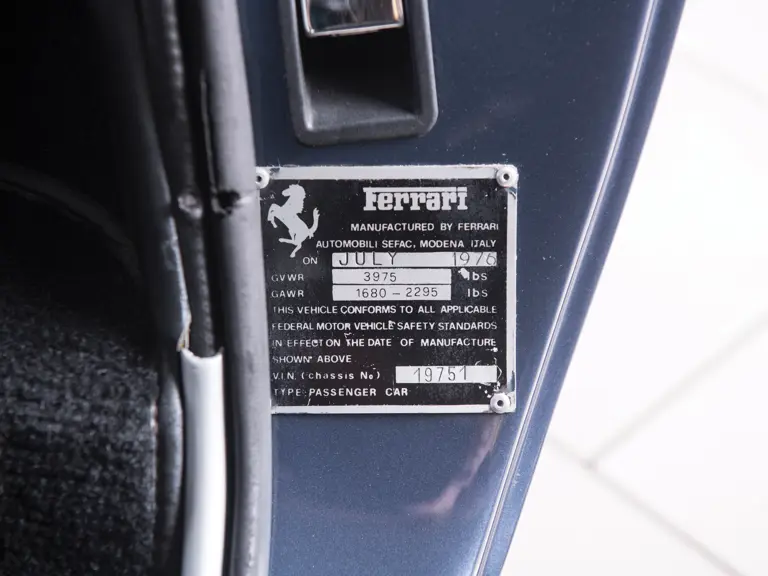 Ferrari
MANUFACTURED BY FERRARI
AUTOMOBILI SEFAC, MODENA ITALY
ON JULY 1976
GVWR 3975 lbs
GAWR 1680-2295 lbs
THIS VEHICLE CONFORMS TO ALL APPLICABLE
FEDERAL MOTOR VEHICLE SAFETY STANDARDS
IN EFFECT ON THE DATE OF MANUFACTURE
SHOWN ABOVE
V.I.N. (chassis No) 19751
TYPE: PASSENGER CAR